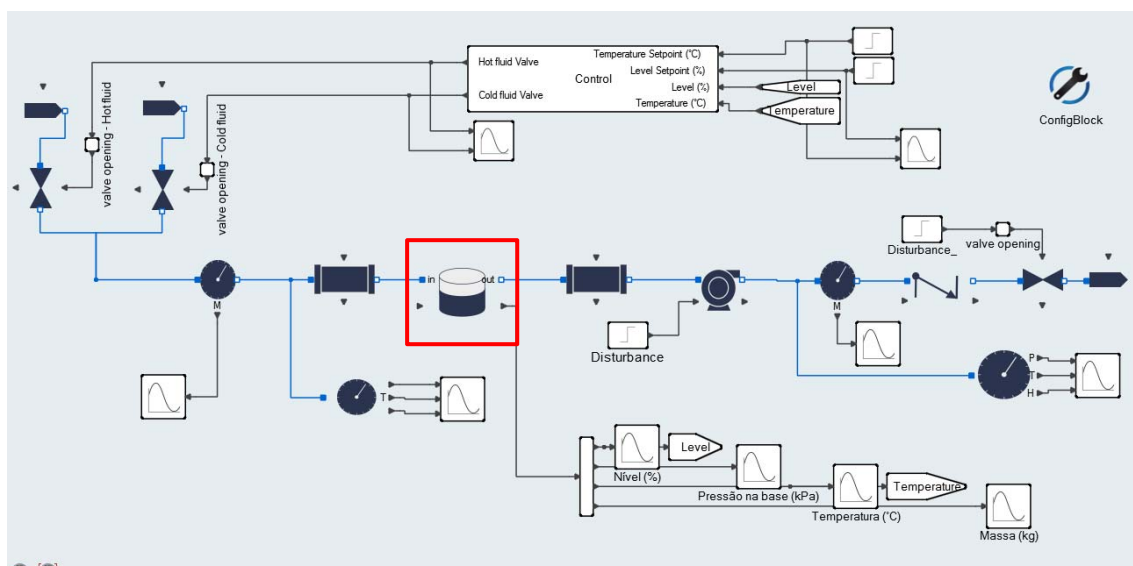 Hot fluid Valve
Cold fluid Valve
Control
Temperature Setpoint (°C)
Level Setpoint (%)
Level (%)
Temperature (°C)
Level
Temperature
ConfigBlock
valve opening - Hot fluid
valve opening - Cold fluid
Disturbance_
valve opening
in
out
M
M
Disturbance
T
P
T
H
Level
Nível (%)
Pressão na base (kPa)
Temperature
Temperatura (°C)
Massa (kg)